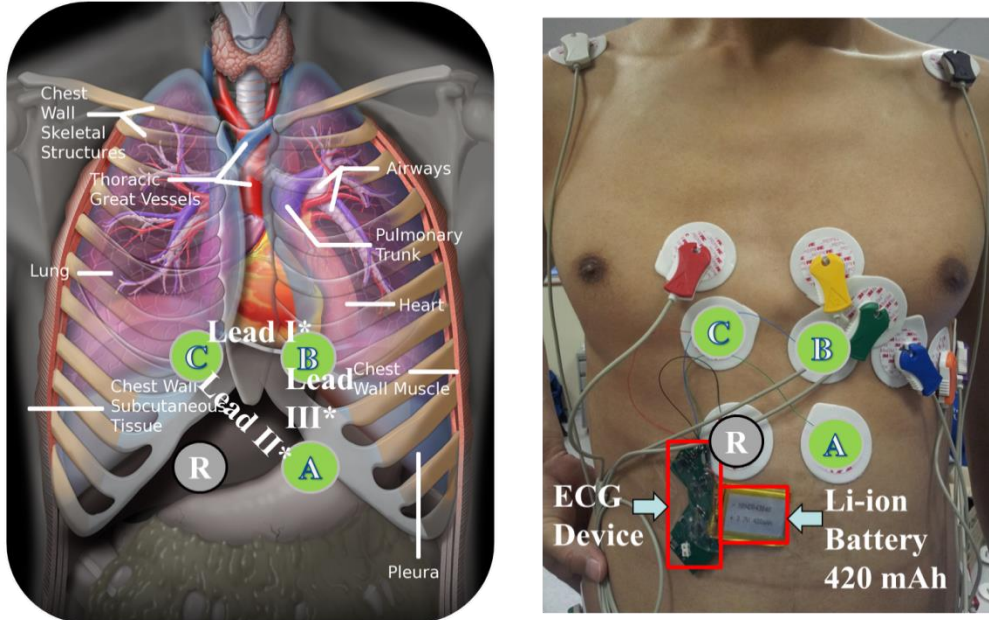 Chest
Wall
Skeletal
Structures
Thoracic
Great Vessels
Airways
Pulmonary
Trunk
Lung
Heart
Lead I*
C
B
Lead
III*
Chest
Wall Muscle
Chest Wall
Subcutaneous
Tissue
Lead II*
R
A
Pleura
C
B
R
A
ECG
Device
Li-ion
Battery
420 mAh